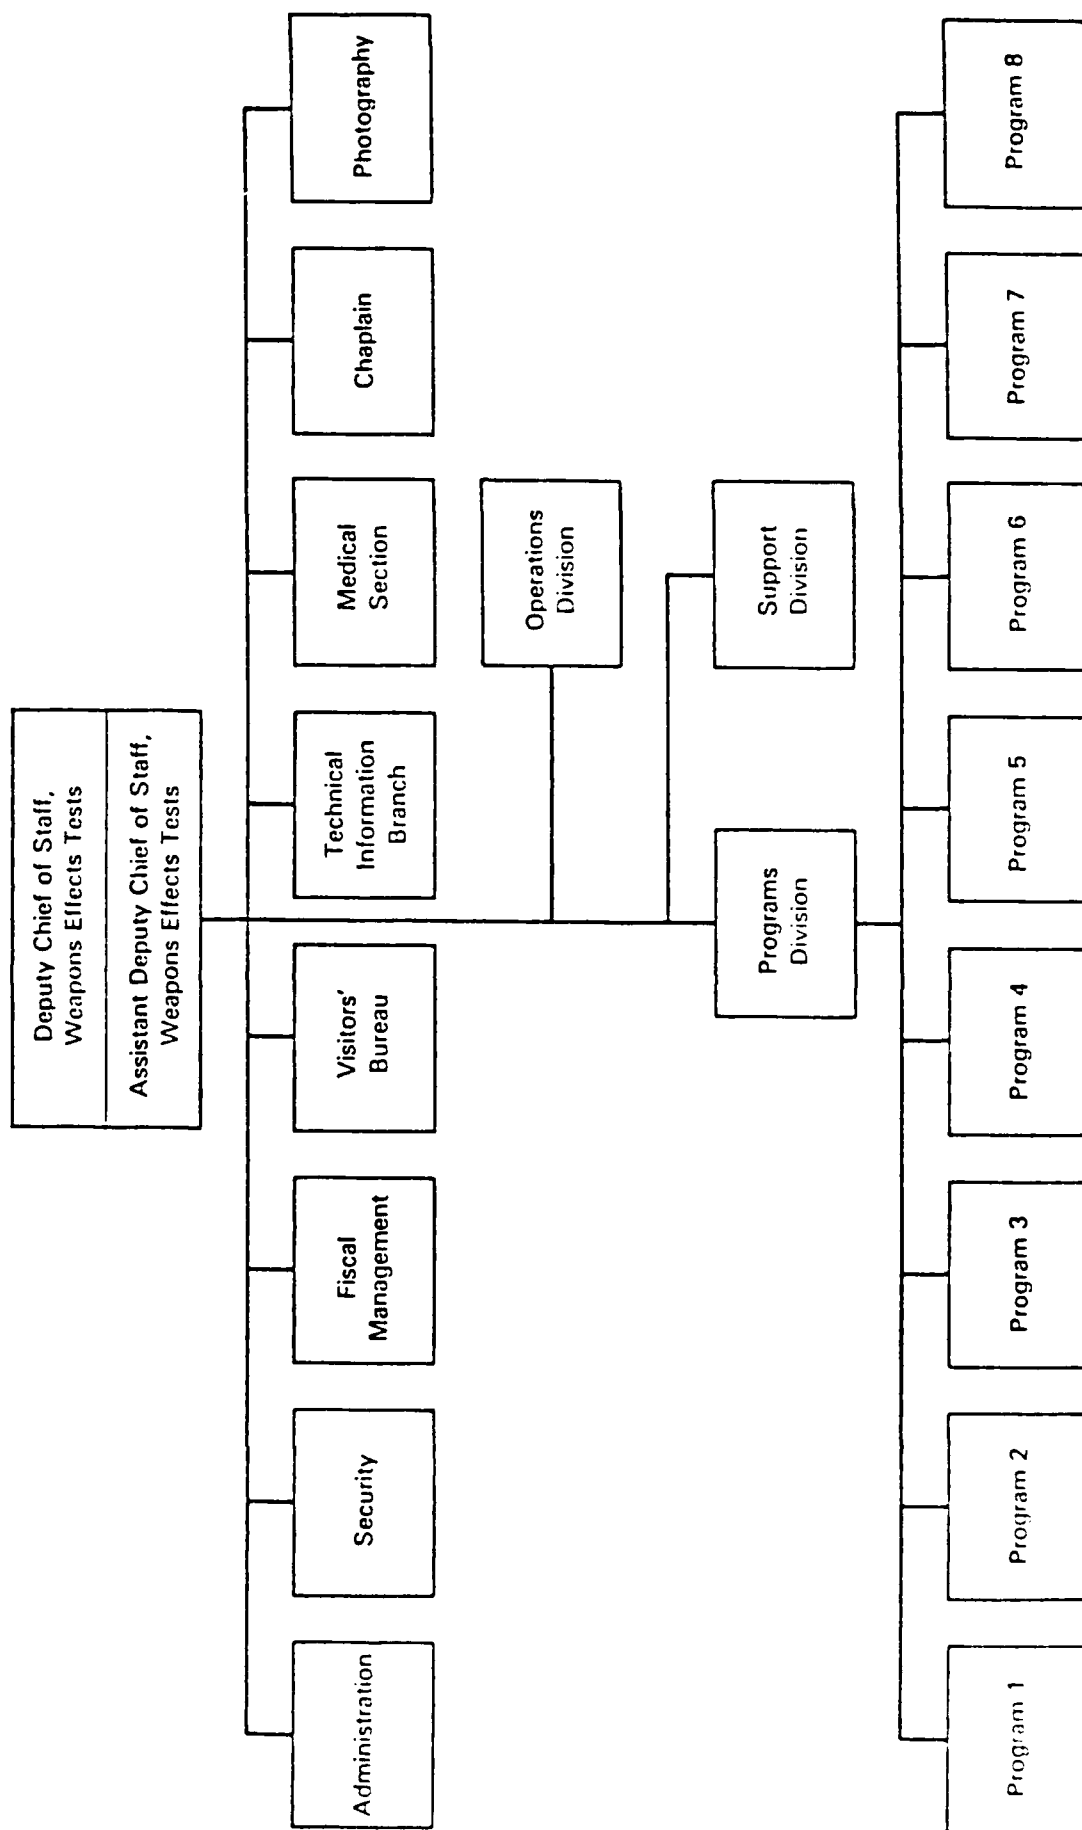 Deputy Chief of Staff,
Weapons Effects Tests
Assistant Deputy Chief of Staff,
Weapons Effects Tests
Administration
Security
Fiscal
Management
Visitors'
Bureau
Technical
Information
Branch
Medical
Section
Chaplain
Photography
Operations
Division
Programs
Division
Support
Division
Program 1
Program 2
Program 3
Program 4
Program 5
Program 6
Program 7
Program 8